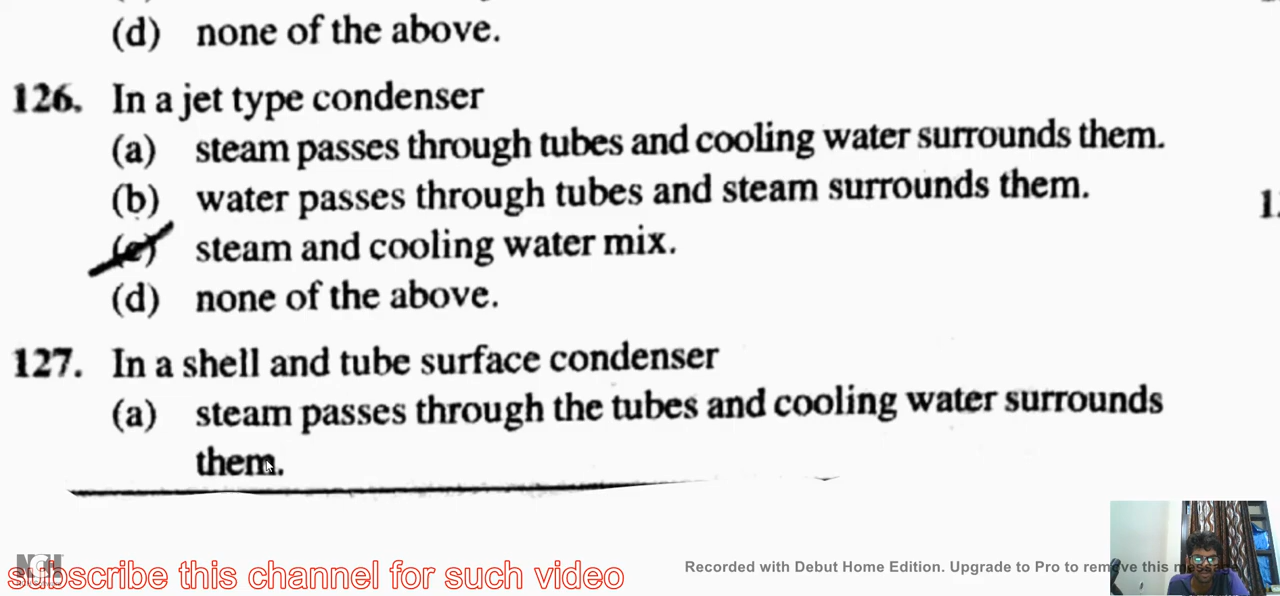 (d) none of the above.
126. In a jet type condenser
(a) steam passes through tubes and cooling water surrounds them.
(b) water passes through tubes and steam surrounds them.
(c) steam and cooling water mix.
(d) none of the above.
127. In a shell and tube surface condenser
(a) steam passes through the tubes and cooling water surrounds
them.
subscribe this channel for such video
Recorded with Debut Home Edition. Upgrade to Pro to remove this message